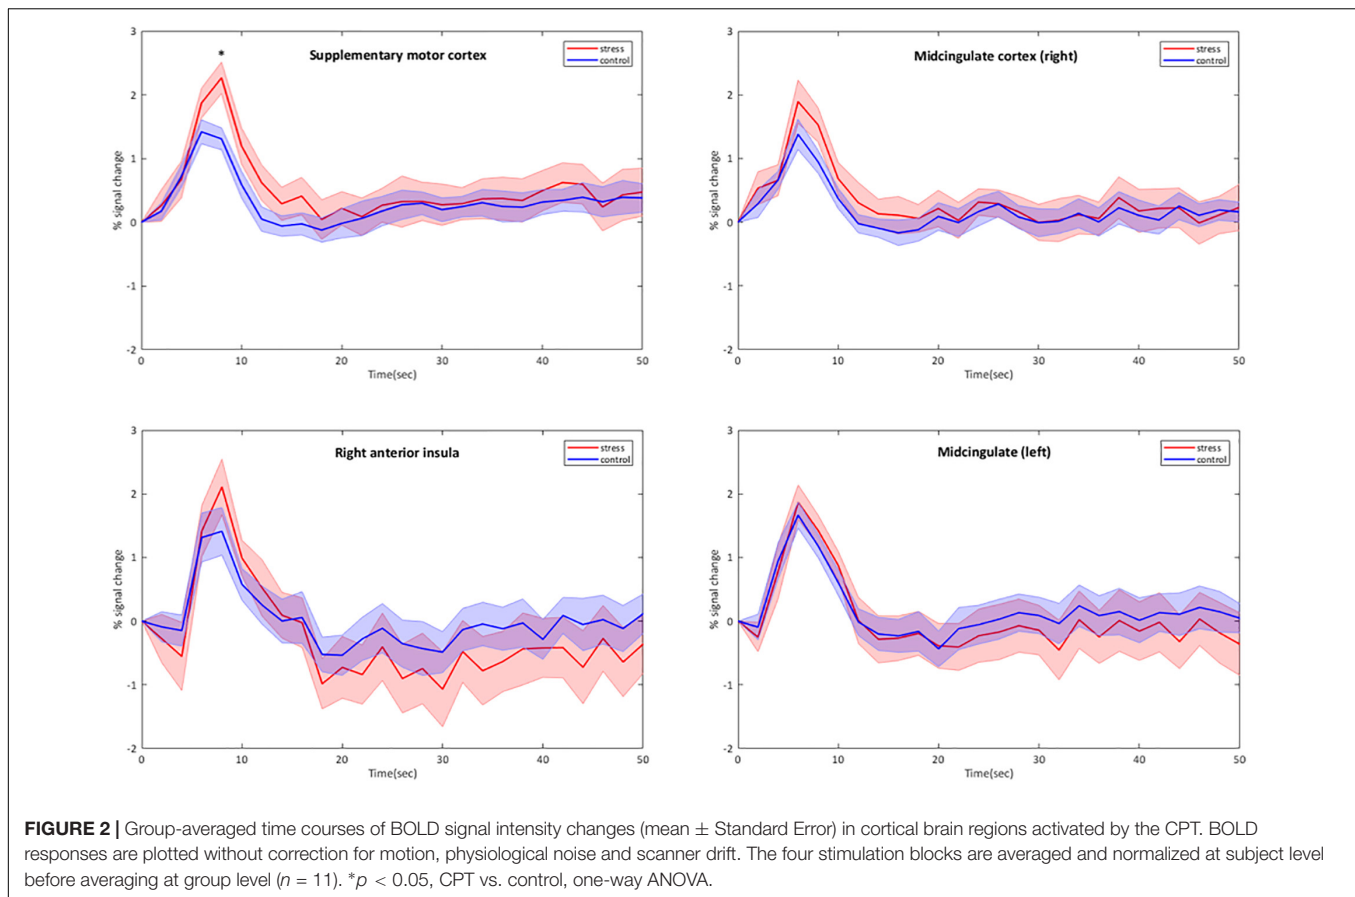 Supplementary motor cortex
*
stress
control
% signal change
3
2
1
0
-1
-2
0 10 20 30 40 50
Time(sec)
Midcingulate cortex (right)
stress
control
% signal change
3
2
1
0
-1
-2
0 10 20 30 40 50
Time(sec)
Right anterior insula
stress
control
% signal change
3
2
1
0
-1
-2
0 10 20 30 40 50
Time(sec)
Midcingulate (left)
stress
control
% signal change
3
2
1
0
-1
-2
0 10 20 30 40 50
Time(sec)
FIGURE 2 | Group-averaged time courses of BOLD signal intensity changes (mean ± Standard Error) in cortical brain regions activated by the CPT. BOLD
responses are plotted without correction for motion, physiological noise and scanner drift. The four stimulation blocks are averaged and normalized at subject level
before averaging at group level (n = 11). *p < 0.05, CPT vs. control, one-way ANOVA.